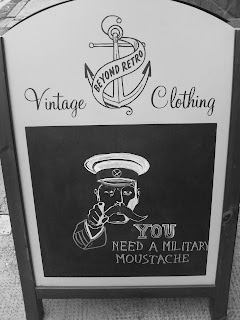 BEYOND RETRO
Vintage Clothing
YOU
NEED A MILITARY
MOUSTACHE